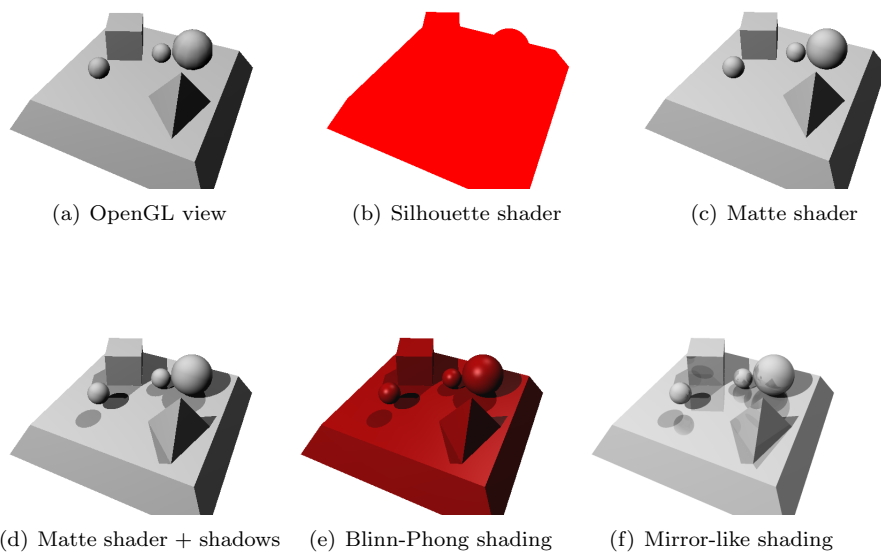 (a) OpenGL view
(b) Silhouette shader
(c) Matte shader
(d) Matte shader + shadows
(e) Blinn-Phong shading
(f) Mirror-like shading